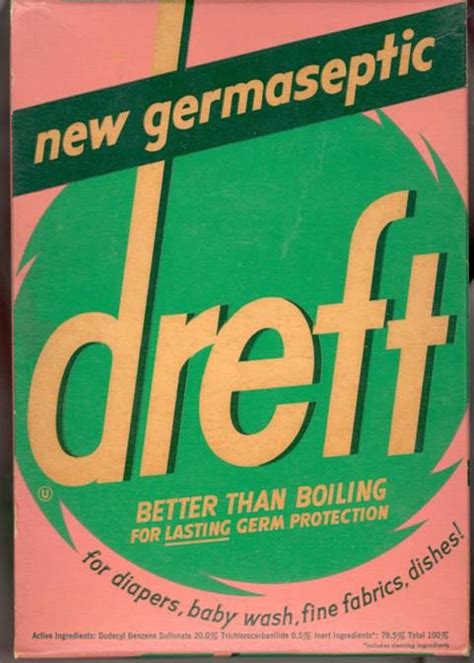 new germaseptic
dreft
U
BETTER THAN BOILING
FOR LASTING GERM PROTECTION
for diapers, baby wash, fine fabrics, dishes!
Active Ingredients: Dodecyl Benzene Sulfonate 20.0% Trichlorocarbanilide 0.5% Inert Ingredients*: 79.5% Total 100%
*includes cleaning ingredients